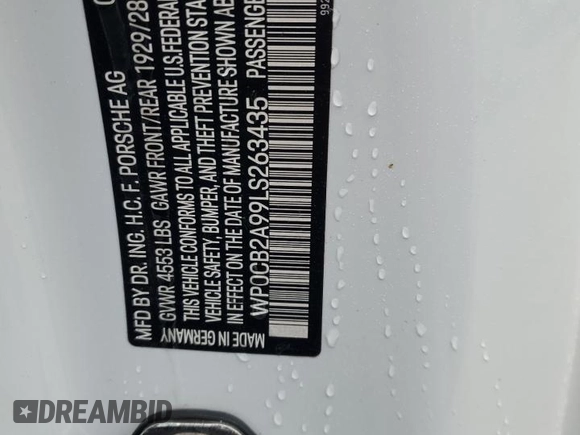 MFD BY DR. ING. H.C. F. PORSCHE AG
GVWR 4553 LBS GAWR FRONT/REAR 1929/28
THIS VEHICLE CONFORMS TO ALL APPLICABLE U.S. FEDERAL
VEHICLE SAFETY, BUMPER, AND THEFT PREVENTION STA
IN EFFECT ON THE DATE OF MANUFACTURE SHOWN AB
WP0CB2A99LS263435 PASSENGE
MADE IN GERMANY
992
DREAMBID